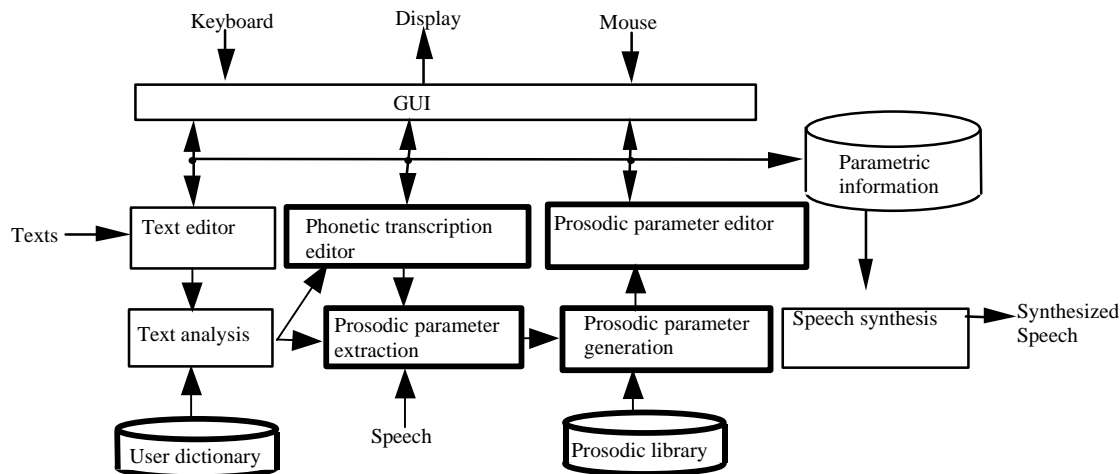 Keyboard
Display
Mouse
GUI
Parametric
information
Texts
Text editor
Phonetic transcription
editor
Prosodic parameter editor
Text analysis
Prosodic parameter
extraction
Prosodic parameter
generation
Speech synthesis
Synthesized
Speech
User dictionary
Speech
Prosodic library